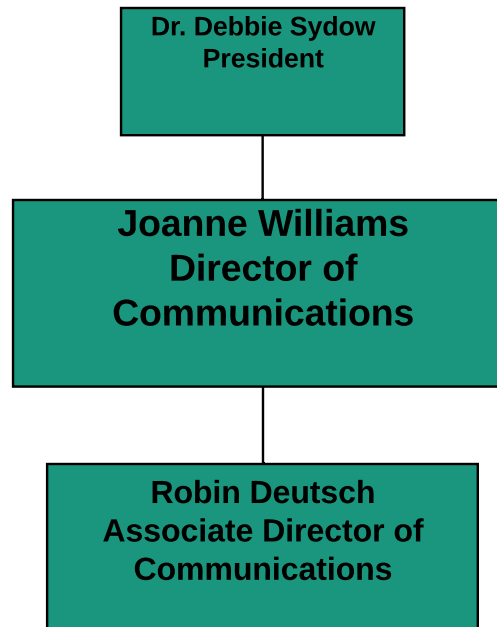 Dr. Debbie Sydow
President
Joanne Williams
Director of
Communications
Robin Deutsch
Associate Director of
Communications